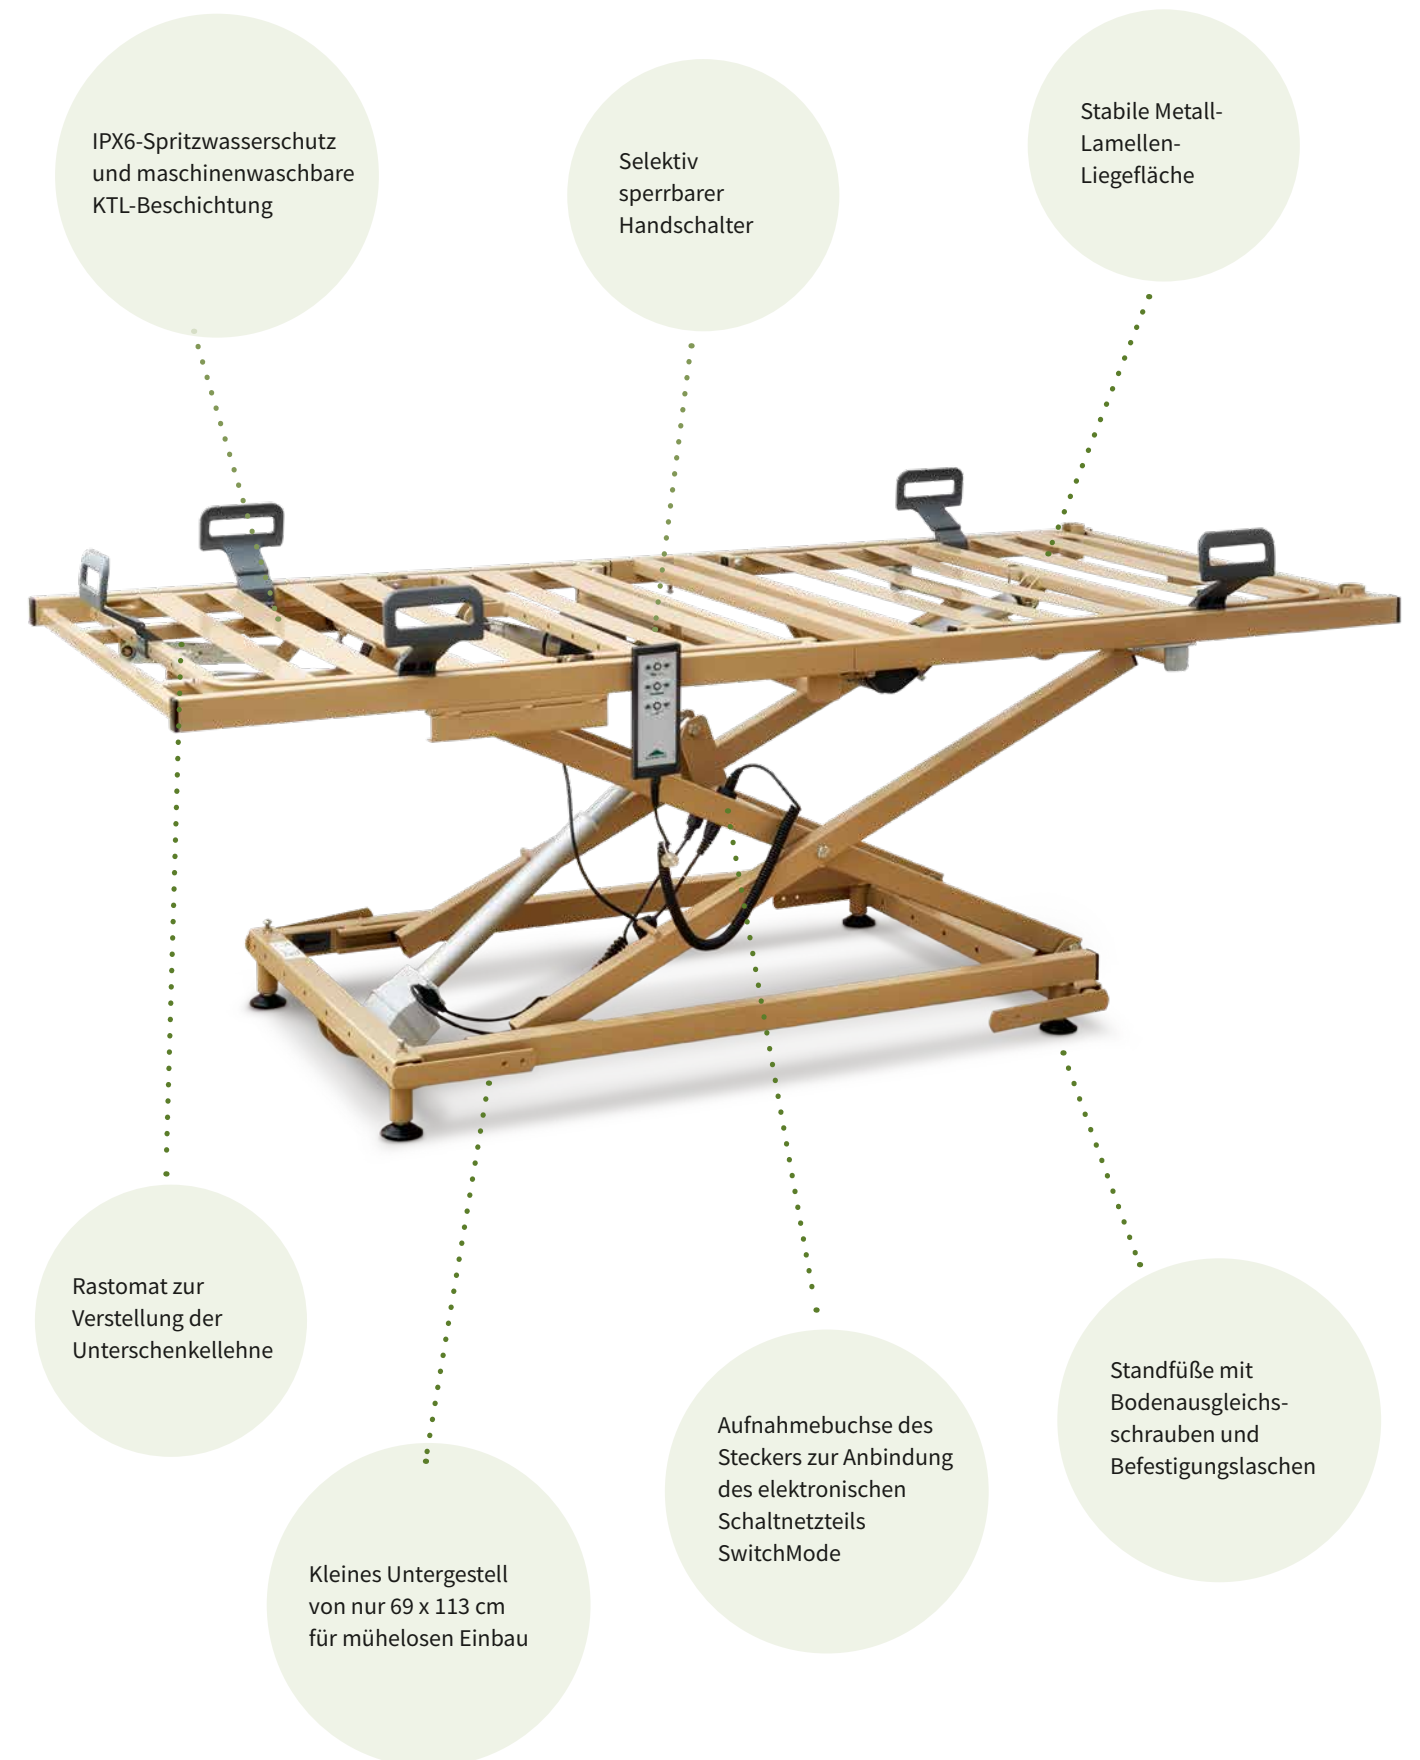 IPX6-Spritzwasserschutz
und maschinenwaschbare
KTL-Beschichtung
Selektiv
sperrbarer
Handschalter
Stabile Metall-
Lamellen-
Liegefläche
Rastomat zur
Verstellung der
Unterschenkellehne
Kleines Untergestell
von nur 69 x 113 cm
für mühelosen Einbau
Aufnahmebuchse des
Steckers zur Anbindung
des elektronischen
Schaltnetzteils
SwitchMode
Standfüße mit
Bodenausgleichs-
schrauben und
Befestigungslaschen